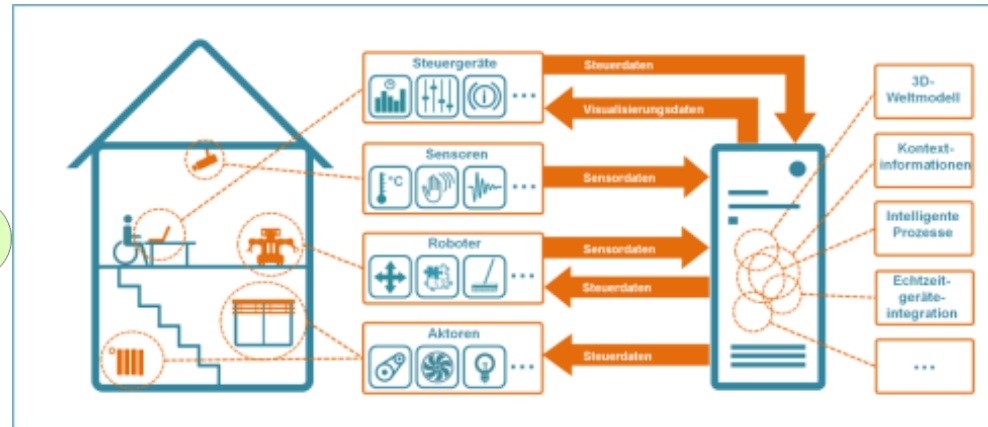 Steuergeräte
Steuerdaten
Visualisierungsdaten
Sensoren
°C
Sensordaten
Roboter
Sensordaten
Steuerdaten
Aktoren
Steuerdaten
3D-
Weltmodell
Kontext-
informationen
Intelligente
Prozesse
Echtzeit-
geräte-
integration
...